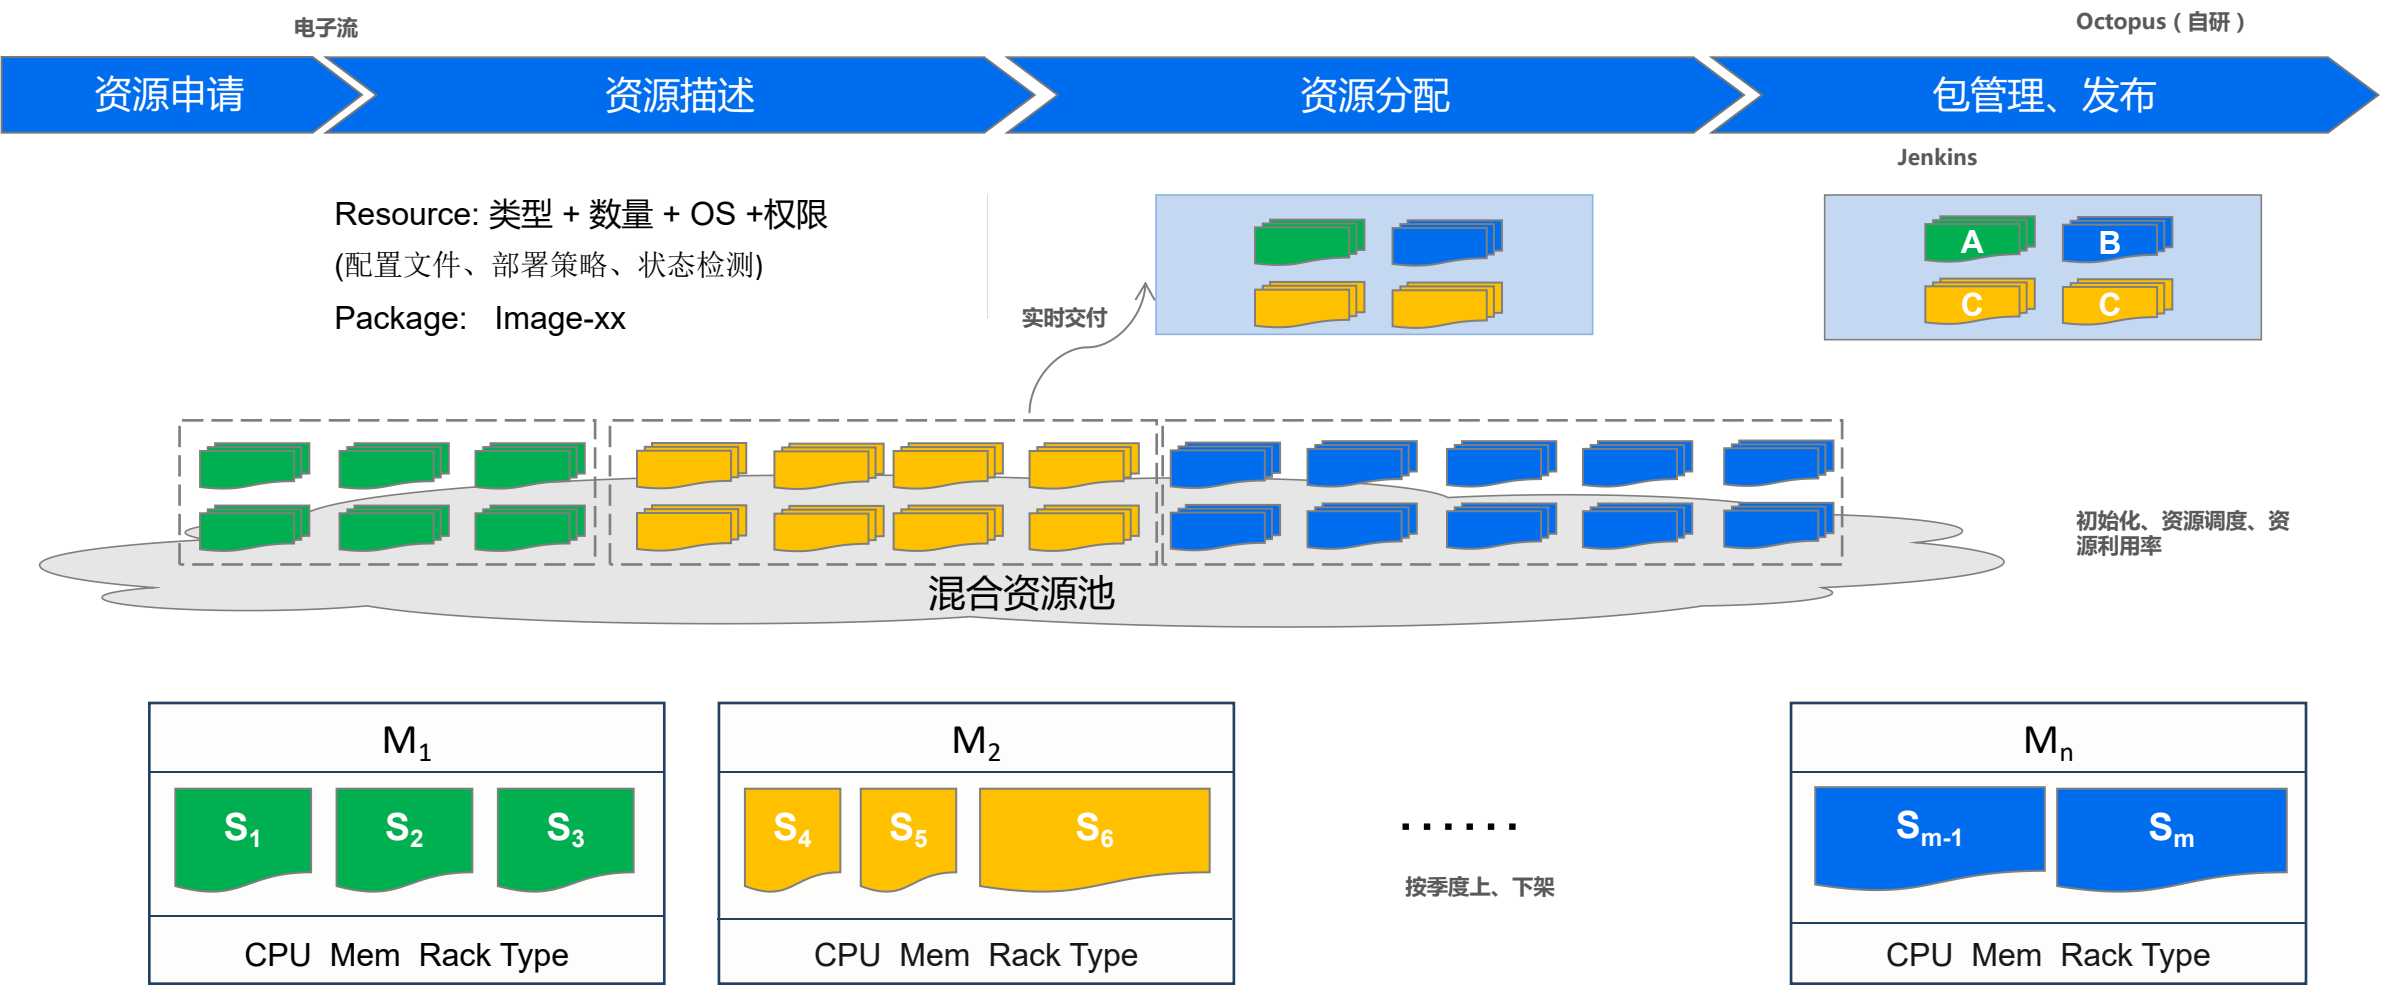 电子流
Octopus（自研）
资源申请
资源描述
资源分配
包管理、发布
Jenkins
Resource: 类型 + 数量 + OS +权限
(配置文件、部署策略、状态检测)
Package: Image-xx
实时交付
A
B
C
C
初始化、资源调度、资
源利用率
混合资源池
M1
M2
Mn
S1
S2
S3
S4
S5
S6
......
Sm-1
Sm
按季度上、下架
CPU Mem Rack Type
CPU Mem Rack Type
CPU Mem Rack Type